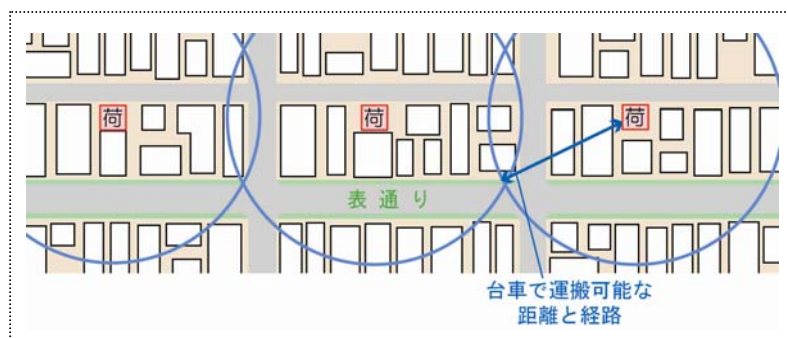 荷
荷
荷
表通り
台車で運搬可能な
距離と経路